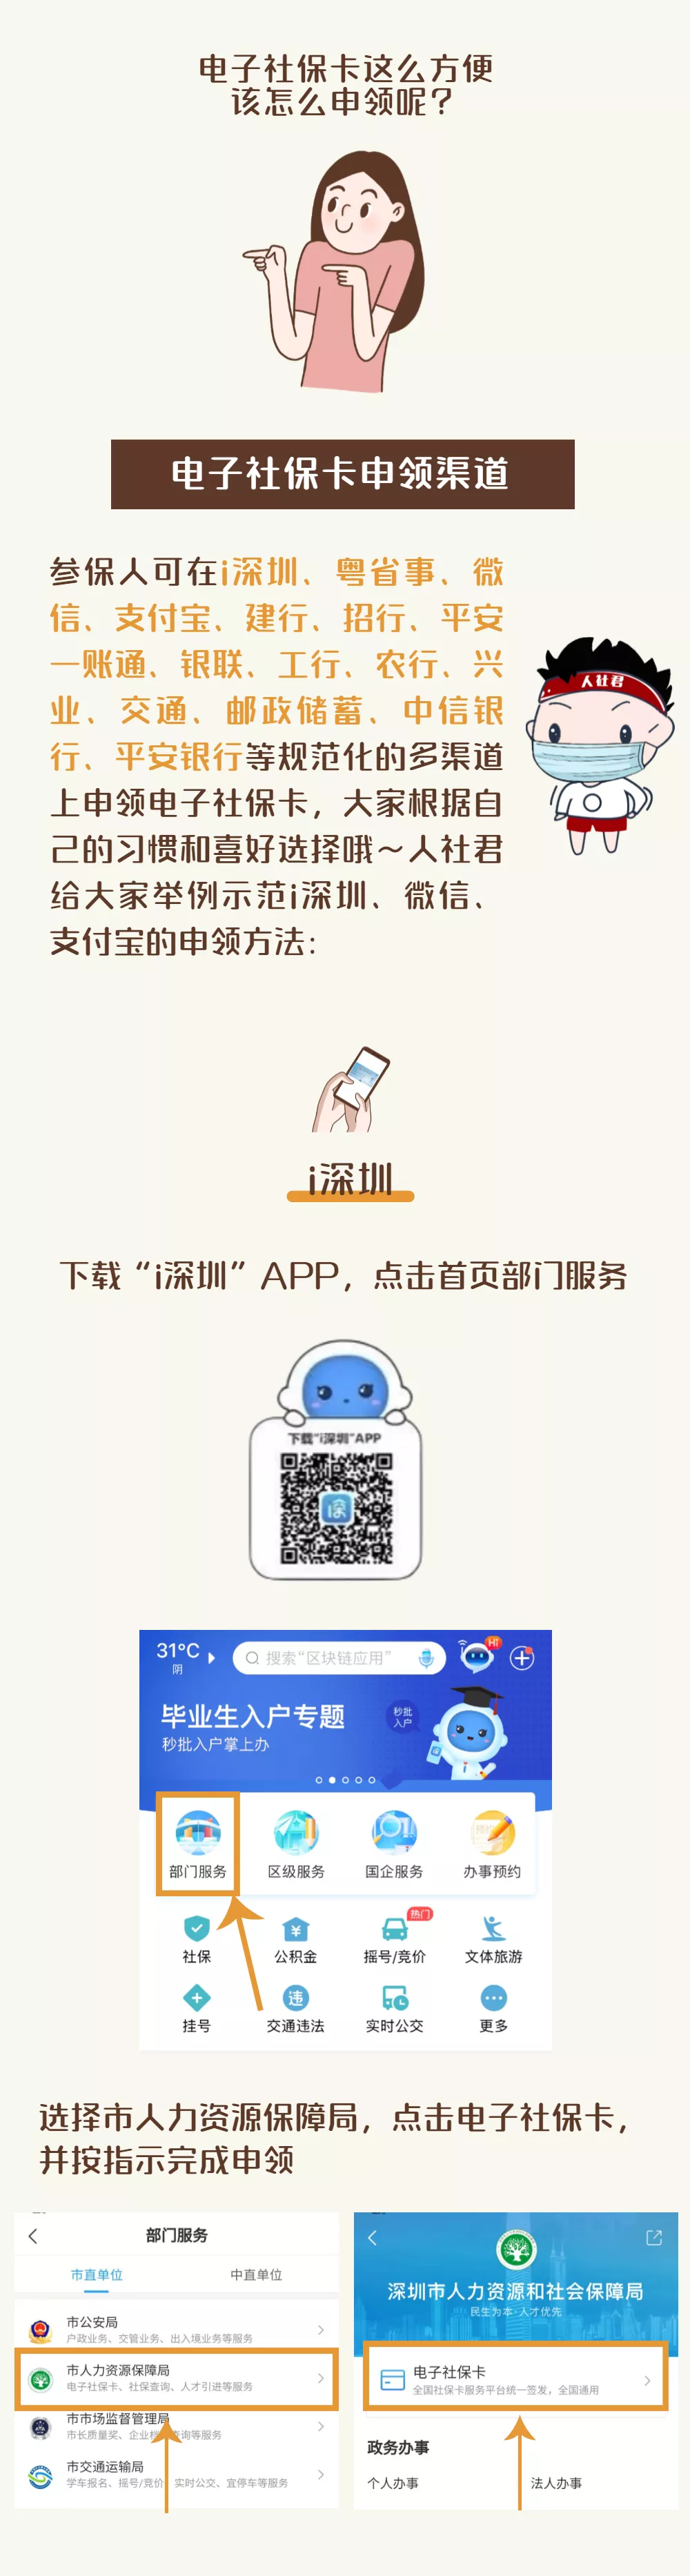 电子社保卡这么方便
该怎么申领呢？
电子社保卡申领渠道
参保人可在i深圳、粤省事、微
信、支付宝、建行、招行、平安
一账通、银联、工行、农行、兴
业、交通、邮政储蓄、中信银
行、平安银行等规范化的多渠道
上申领电子社保卡，大家根据自
己的习惯和喜好选择哦～人社君
给大家举例示范i深圳、微信、
支付宝的申领方法：
人社君
i深圳
下载“i深圳”APP，点击首页部门服务
下载“i深圳”APP
i深
31°C
阴
搜索“区块链应用”
Hi
毕业生入户专题
秒批入户掌上办
秒批
入户
部门服务
区级服务
国企服务
办事预约
热门
社保
公积金
摇号/竞价
文体旅游
违
挂号
交通违法
实时公交
更多
选择市人力资源保障局，点击电子社保卡，
并按指示完成申领
部门服务
市直单位
中直单位
市公安局
户政业务、交管业务、出入境业务等服务
市人力资源保障局
电子社保卡、社保查询、人才引进等服务
市市场监督管理局
市长质量奖、企业档 查询等服务
市交通运输局
学车报名、摇号/竞价、实时公交、宜停车等服务
深圳市人力资源和社会保障局
民生为本·人才优先
电子社保卡
全国社保卡服务平台统一签发，全国通用
政务办事
个人办事
法人办事